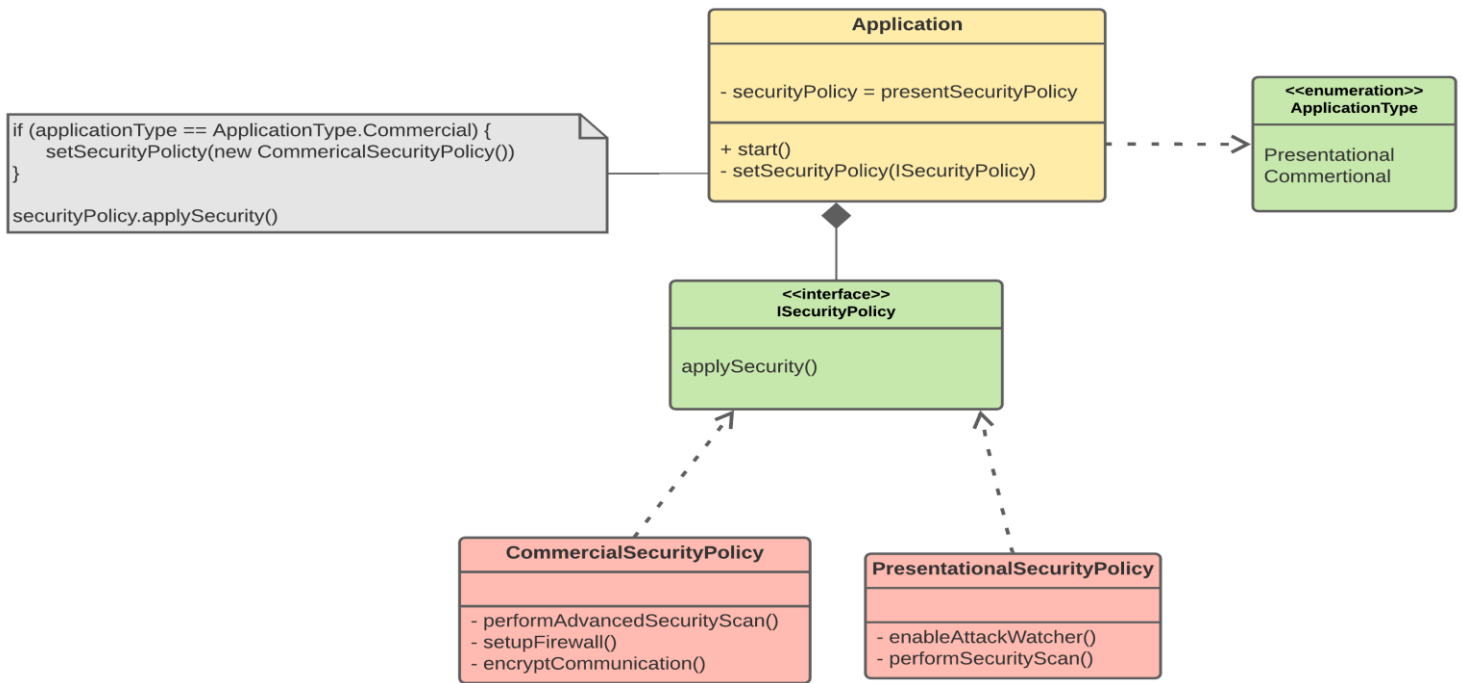 Application
- securityPolicy = presentSecurityPolicy
+ start()
- setSecurityPolicy(ISecurityPolicy)
<<enumeration>>
ApplicationType
Presentational
Commertional
if (applicationType == ApplicationType.Commercial) {
setSecurityPolicty(new CommericalSecurityPolicy())
}
securityPolicy.applySecurity()
<<interface>>
ISecurityPolicy
applySecurity()
CommercialSecurityPolicy
- performAdvancedSecurityScan()
- setupFirewall()
- encryptCommunication()
PresentationalSecurityPolicy
- enableAttackWatcher()
- performSecurityScan()